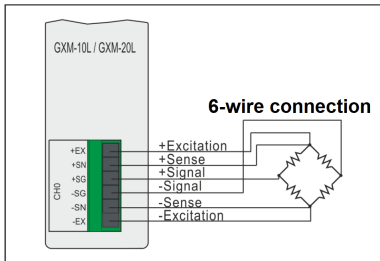 GXM-10L / GXM-20L
6-wire connection
+EX +Excitation
+SN +Sense
+SG +Signal
-SG -Signal
-SN -Sense
-EX -Excitation
CH0